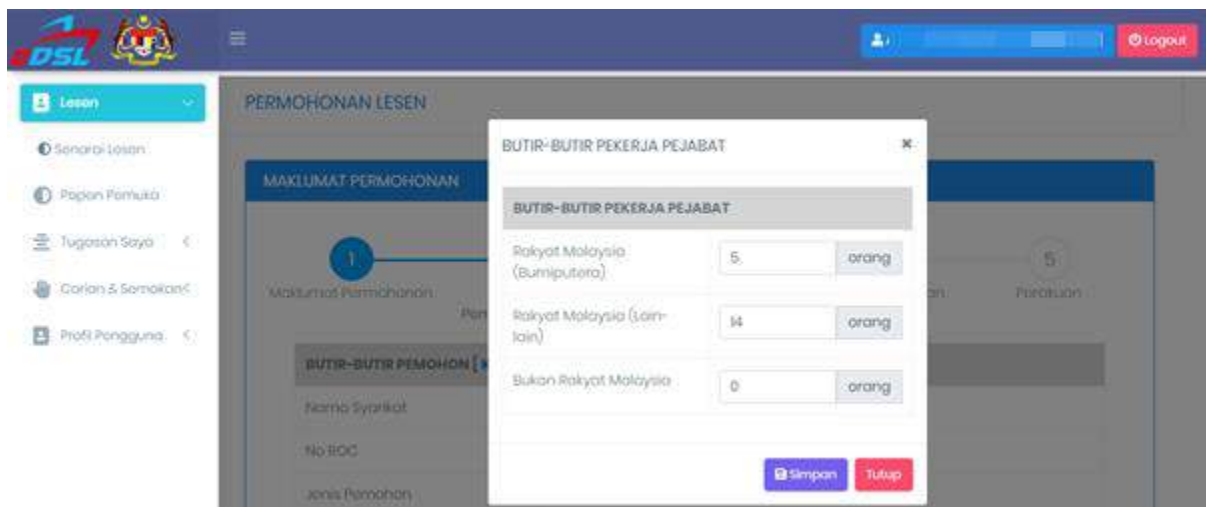 eDSL
Logout
Lesen
PERMOHONAN LESEN
Senarai Lesen
Papan Pemuka
Tugasan Saya
Carian & Semakan
Profil Pengguna
MAKLUMAT PERMOHONAN
1
5
Maklumat Permohonan
Perakuan
BUTIR-BUTIR PEMOHON [
Nama Syarikat
No ROC
Jenis Pemohon
BUTIR-BUTIR PEKERJA PEJABAT
BUTIR-BUTIR PEKERJA PEJABAT
Rakyat Malaysia
(Bumiputera)
5
orang
Rakyat Malaysia (Lain-
lain)
14
orang
Bukan Rakyat Malaysia
0
orang
Simpan
Tutup